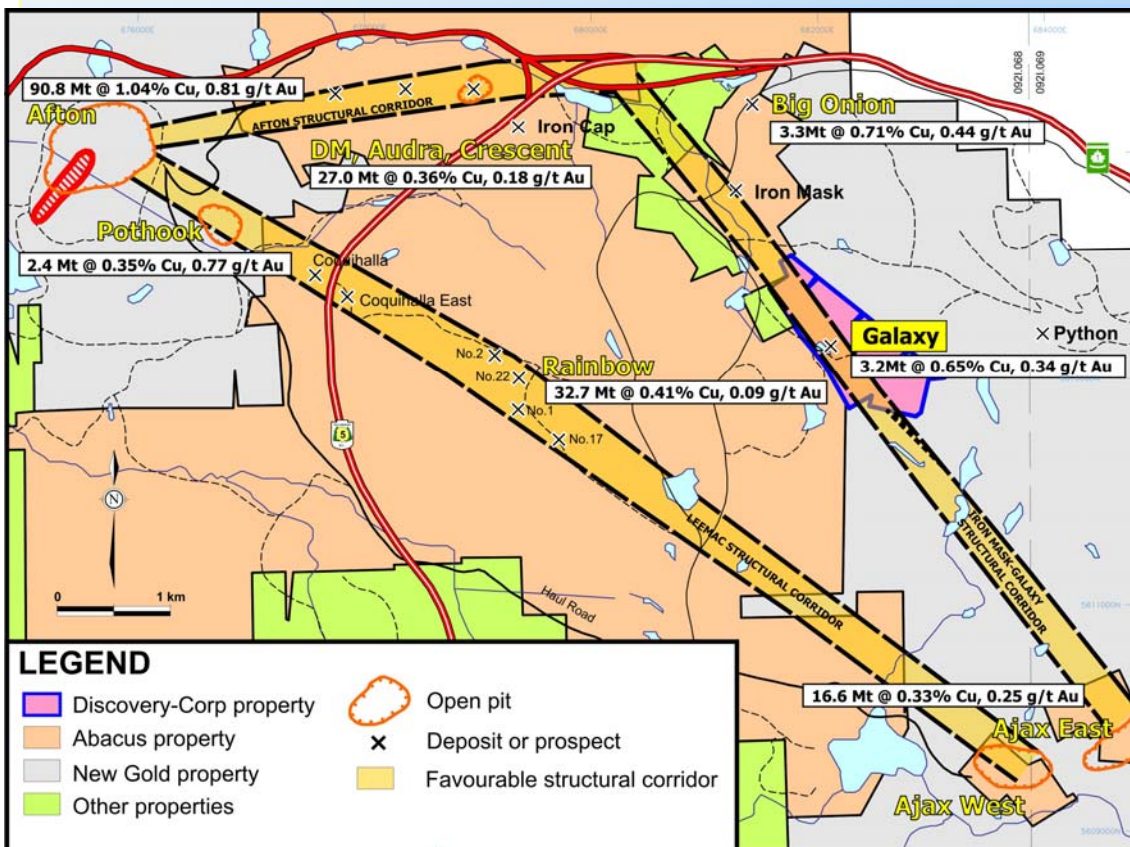 676000E
678000E
680000E
682000E
684000E
092I.068
092I.069
90.8 Mt @ 1.04% Cu, 0.81 g/t Au
Afton
AFTON STRUCTURAL CORRIDOR
Iron Cap
Big Onion
3.3Mt @ 0.71% Cu, 0.44 g/t Au
DM, Audra, Crescent
27.0 Mt @ 0.36% Cu, 0.18 g/t Au
1
Iron Mask
Pothook
2.4 Mt @ 0.35% Cu, 0.77 g/t Au
Coquihalla
Coquihalla East
Galaxy
Python
3.2Mt @ 0.65% Cu, 0.34 g/t Au
No.2
Rainbow
No.22
32.7 Mt @ 0.41% Cu, 0.09 g/t Au
No.1
5
No.17
N
LEEMAC STRUCTURAL CORRIDOR
IRON MASK-GALAXY
STRUCTURAL CORRIDOR
Haul Road
0 1 km
5611000N
LEGEND
Discovery-Corp property
Abacus property
New Gold property
Other properties
Open pit
Deposit or prospect
Favourable structural corridor
16.6 Mt @ 0.33% Cu, 0.25 g/t Au
Ajax East
Ajax West
5609000N